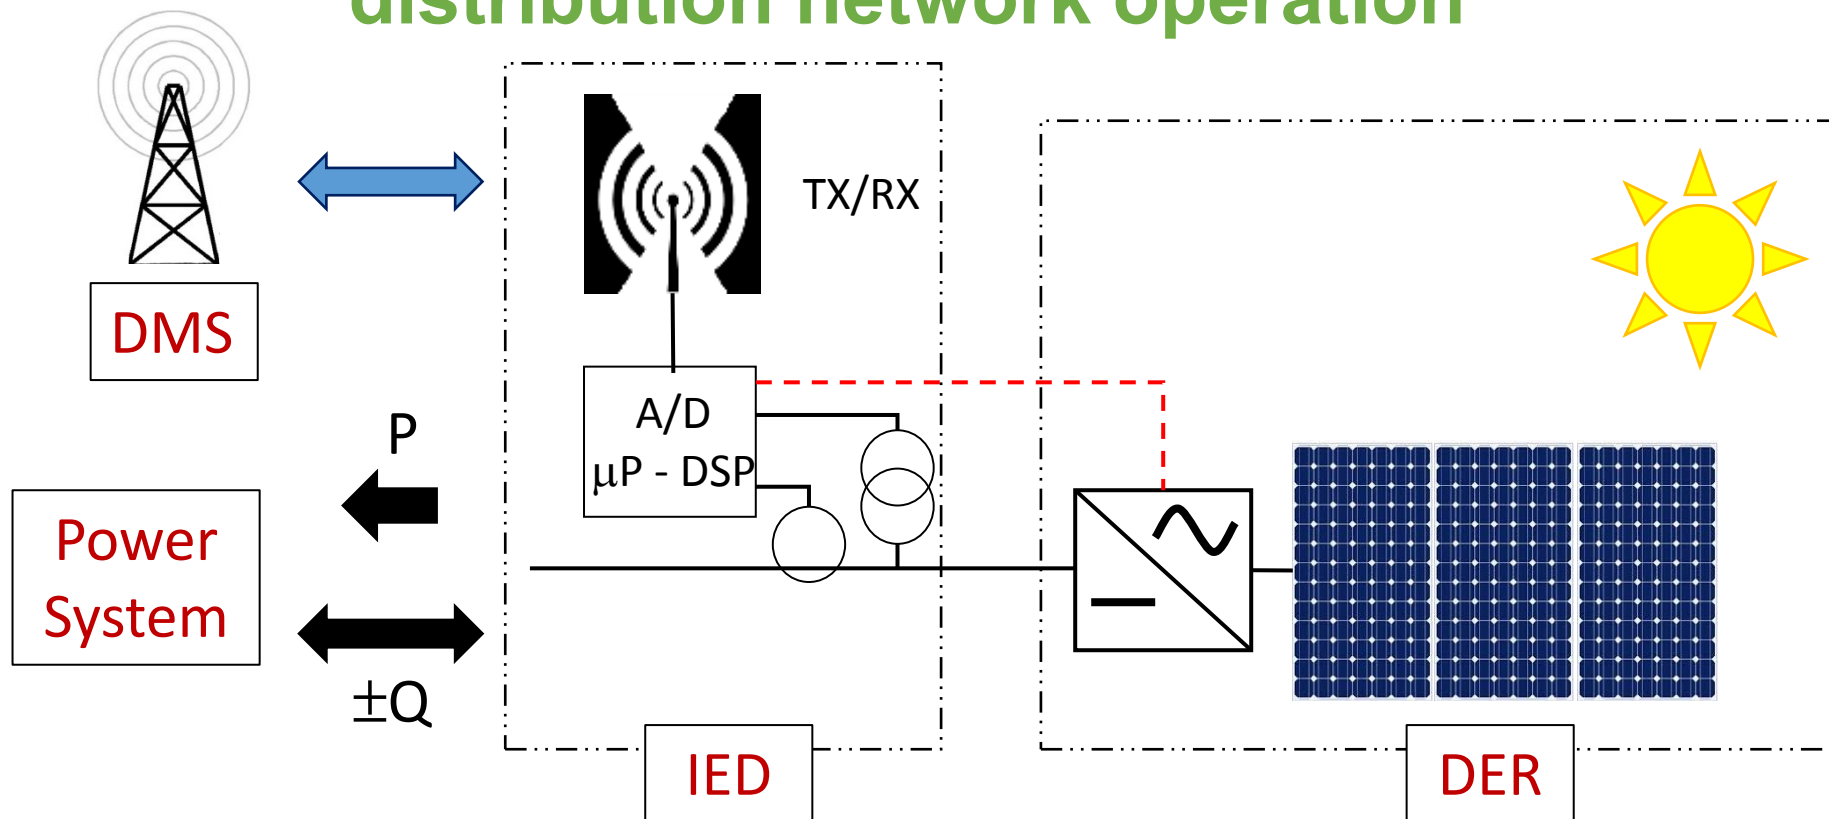 distribution network operation
TX/RX
DMS
A/D
μP - DSP
P
Power
System
±Q
IED
DER